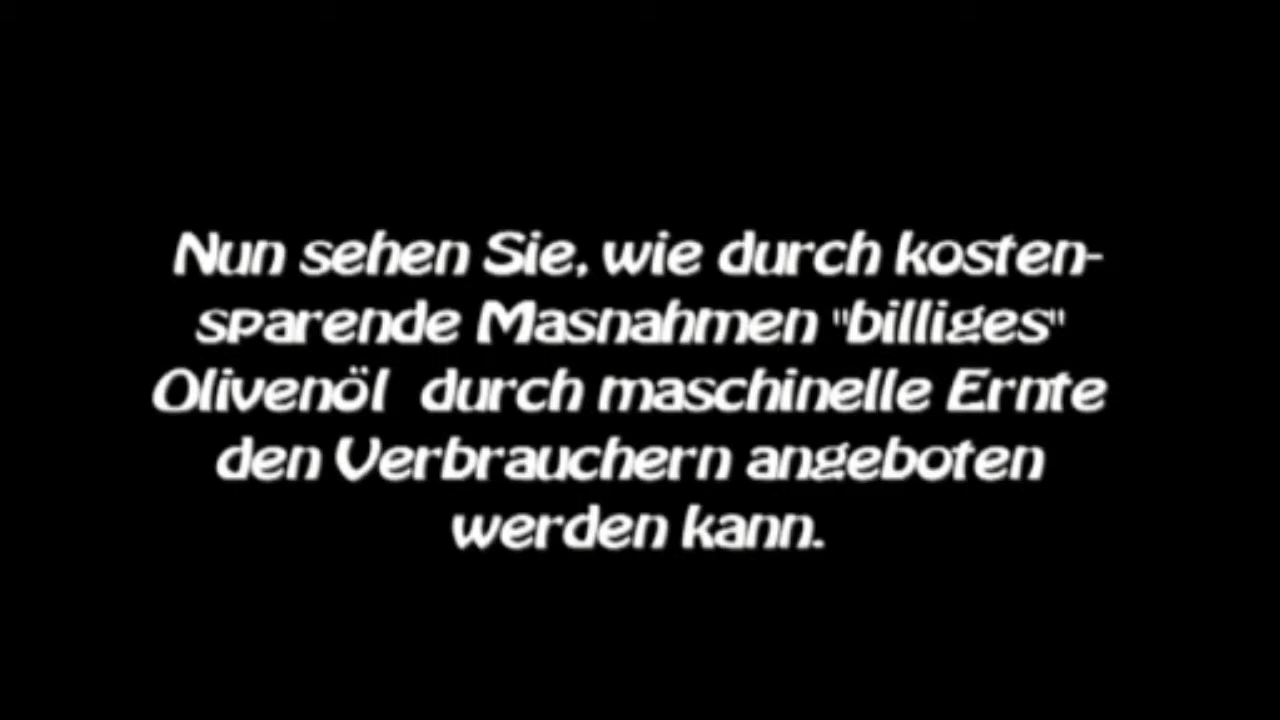 Nun sehen Sie, wie durch kosten-
sparende Masnahmen "billiges"
Olivenöl durch maschinelle Ernte
den Verbrauchern angeboten
werden kann.